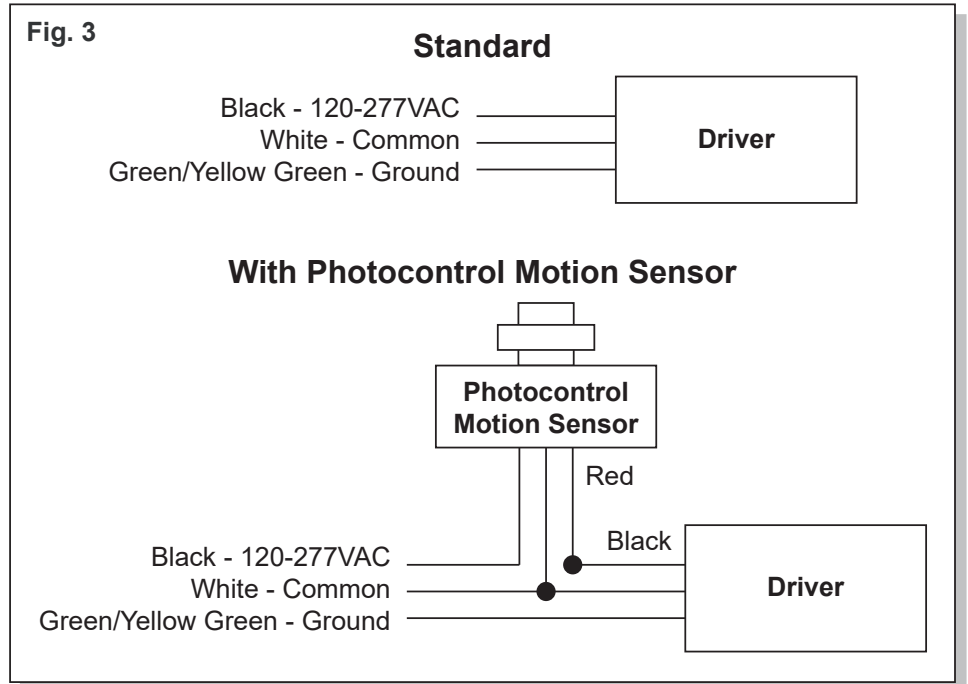 Fig. 3
Standard
Black - 120-277VAC
White - Common
Green/Yellow Green - Ground
Driver
With Photocontrol Motion Sensor
Photocontrol
Motion Sensor
Red
Black
Black - 120-277VAC
White - Common
Green/Yellow Green - Ground
Driver